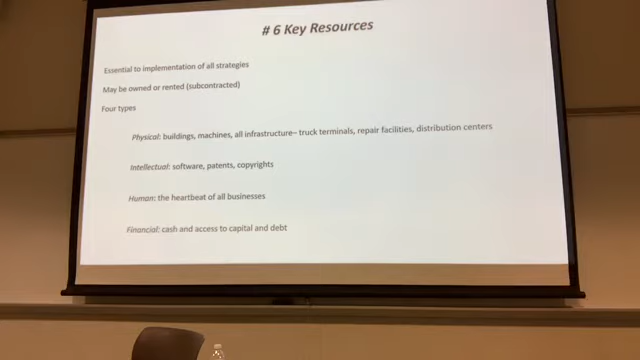 # 6 Key Resources
Essential to implementation of all strategies
May be owned or rented (subcontracted)
Four types
Physical: buildings, machines, all infrastructure– truck terminals, repair facilities, distribution centers
Intellectual: software, patents, copyrights
Human: the heartbeat of all businesses
Financial: cash and access to capital and debt